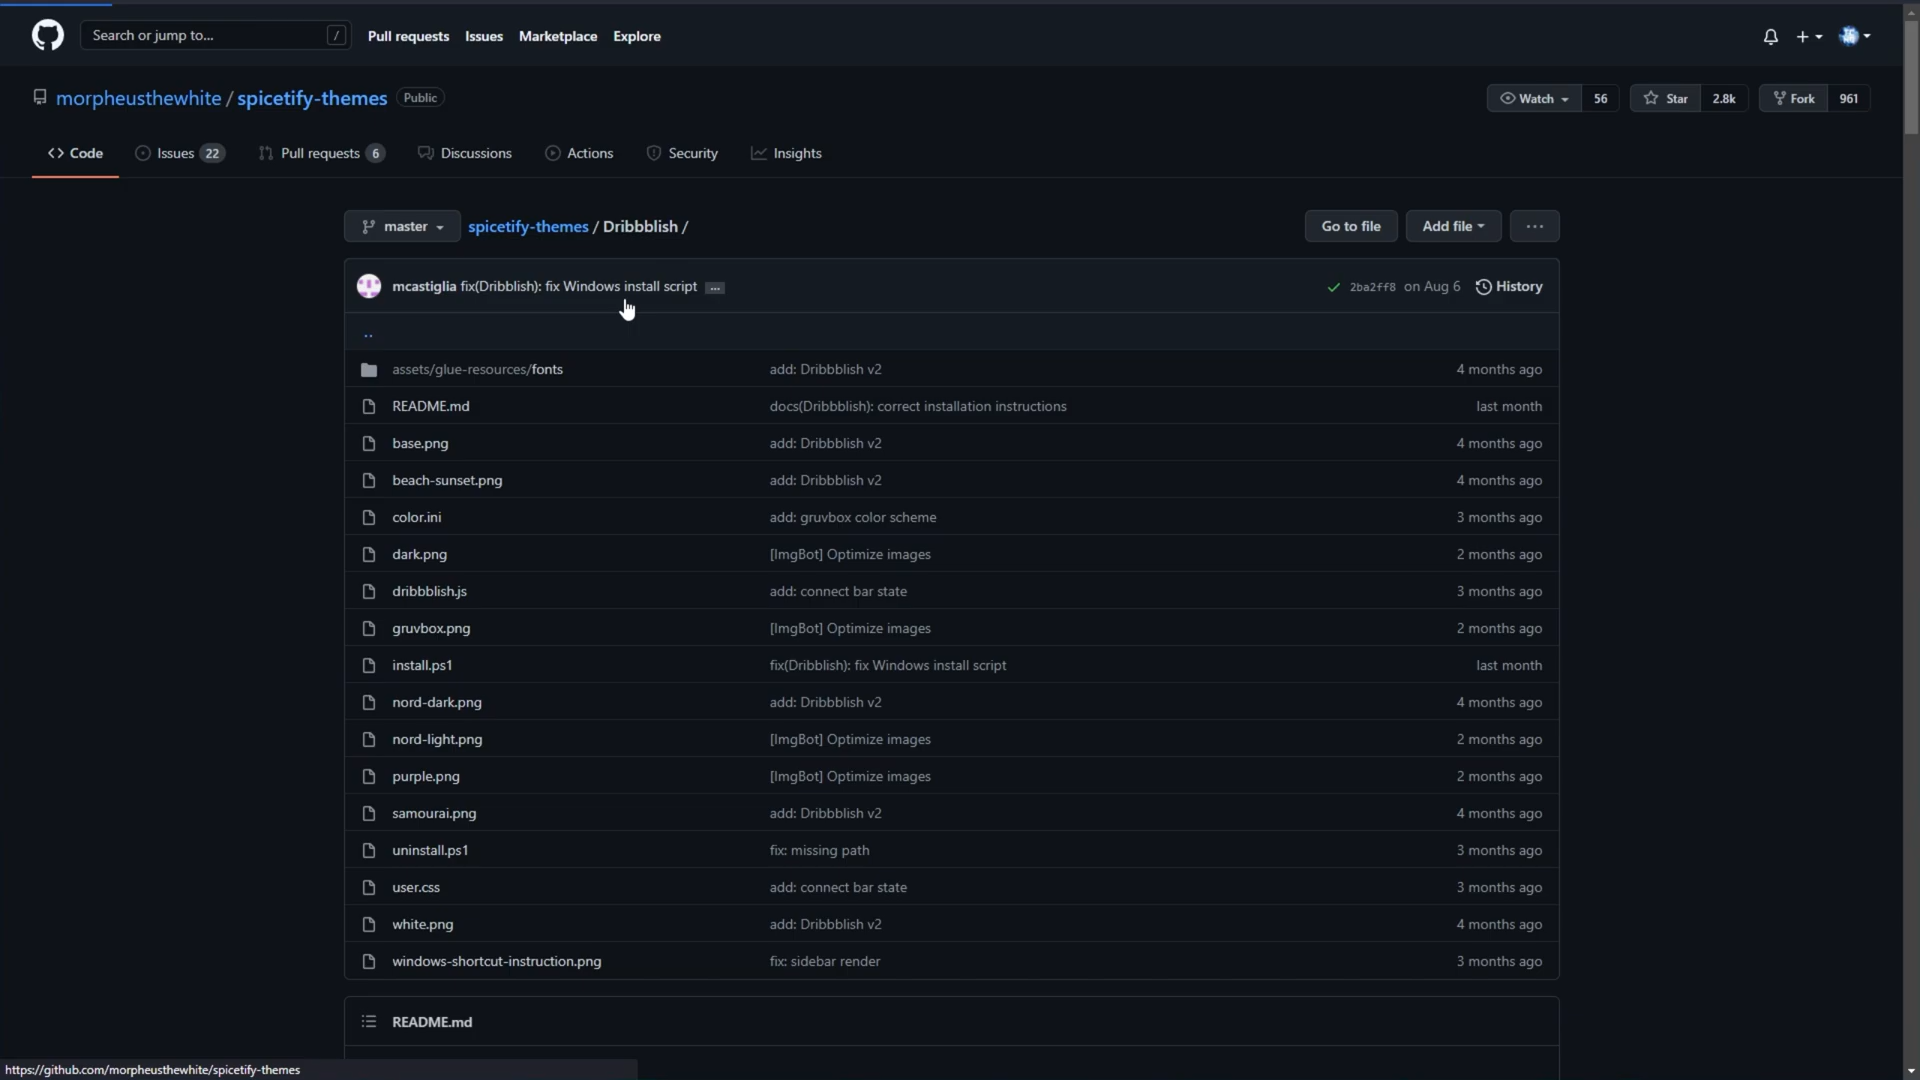 Search or jump to... /
Pull requests Issues Marketplace Explore
morpheusthewhite / spicetify-themes Public
Watch 56 Star 2.8k Fork 961
Code Issues 22 Pull requests 6 Discussions Actions Security Insights
master spicetify-themes / Dribbblish / Go to file Add file ...
mcastiglia fix(Dribblish): fix Windows install script ... 2ba2ff8 on Aug 6 History
..
assets/glue-resources/fonts add: Dribbblish v2 4 months ago
README.md docs(Dribbblish): correct installation instructions last month
base.png add: Dribbblish v2 4 months ago
beach-sunset.png add: Dribbblish v2 4 months ago
color.ini add: gruvbox color scheme 3 months ago
dark.png [ImgBot] Optimize images 2 months ago
dribbblish.js add: connect bar state 3 months ago
gruvbox.png [ImgBot] Optimize images 2 months ago
install.ps1 fix(Dribblish): fix Windows install script last month
nord-dark.png add: Dribbblish v2 4 months ago
nord-light.png [ImgBot] Optimize images 2 months ago
purple.png [ImgBot] Optimize images 2 months ago
samourai.png add: Dribbblish v2 4 months ago
uninstall.ps1 fix: missing path 3 months ago
user.css add: connect bar state 3 months ago
white.png add: Dribbblish v2 4 months ago
windows-shortcut-instruction.png fix: sidebar render 3 months ago
README.md
https://github.com/morpheusthewhite/spicetify-themes